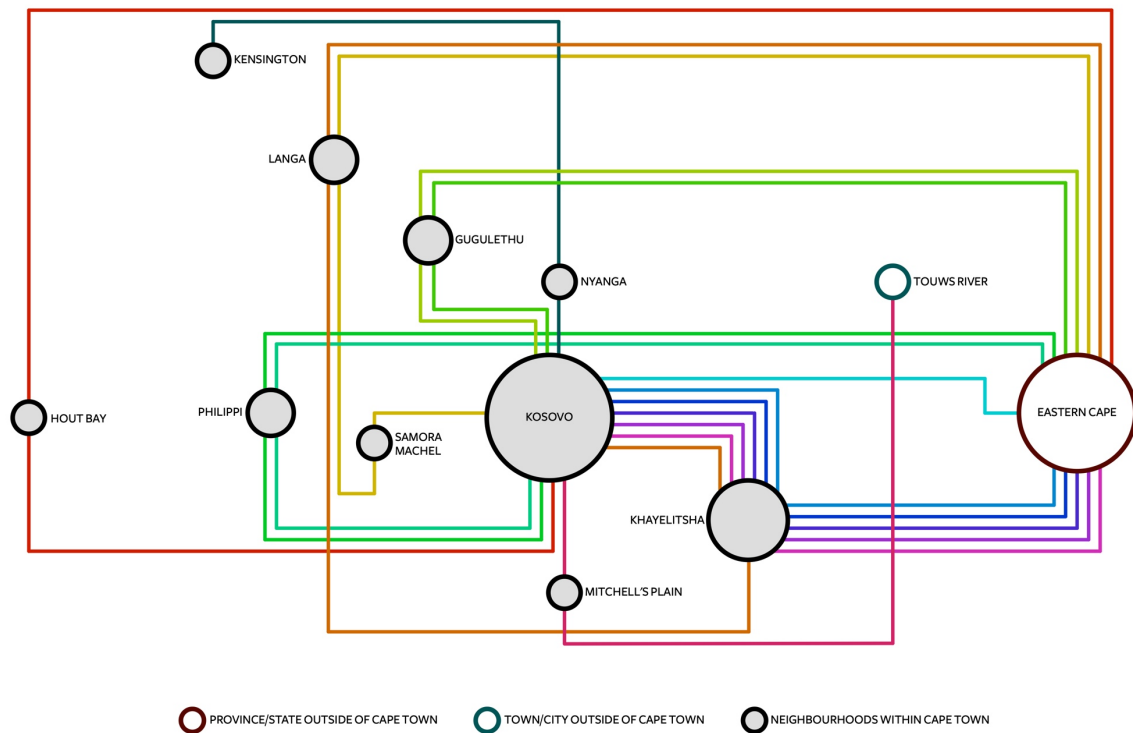 KENSINGTON
LANGA
GUGULETHU
NYANGA
TOUWS RIVER
HOUT BAY
PHILIPPI
SAMORA
MACHEL
KOSOVO
EASTERN CAPE
KHAYELITSHA
MITCHELL'S PLAIN
PROVINCE/STATE OUTSIDE OF CAPE TOWN
TOWN/CITY OUTSIDE OF CAPE TOWN
NEIGHBOURHOODS WITHIN CAPE TOWN